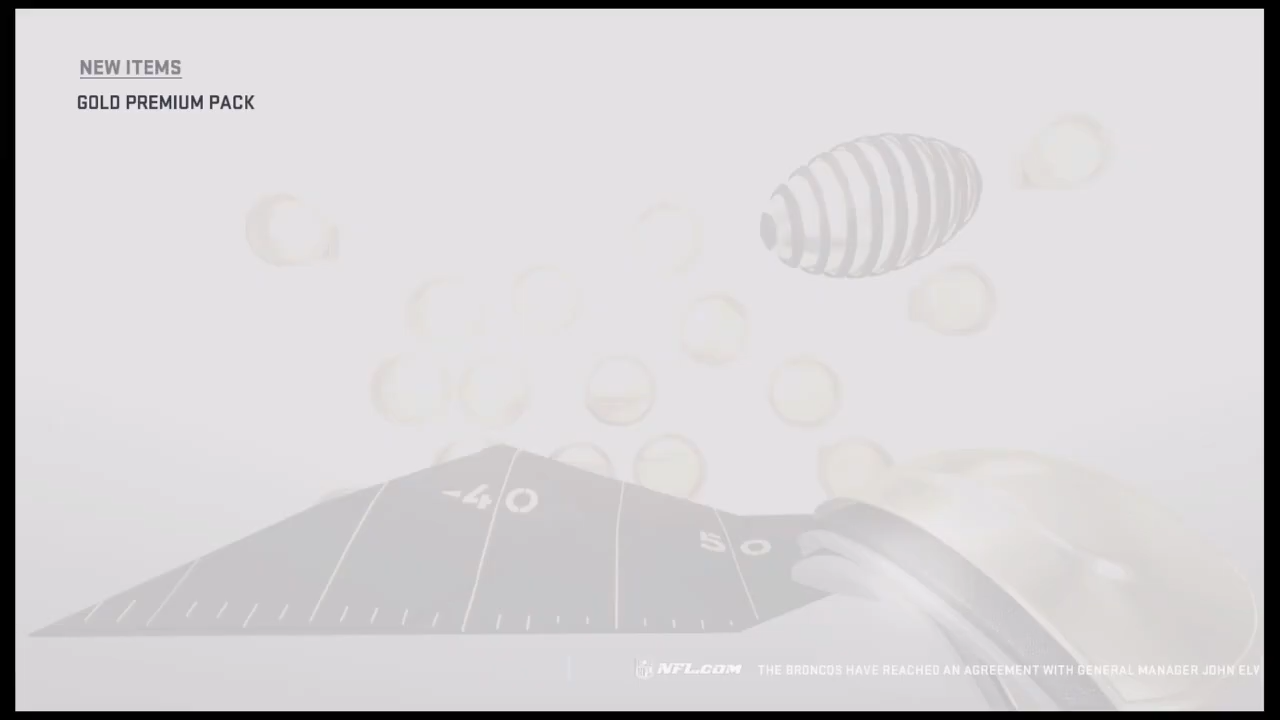 NEW ITEMS
GOLD PREMIUM PACK
-40
50
NFL.COM THE BRONCOS HAVE REACHED AN AGREEMENT WITH GENERAL MANAGER JOHN ELV